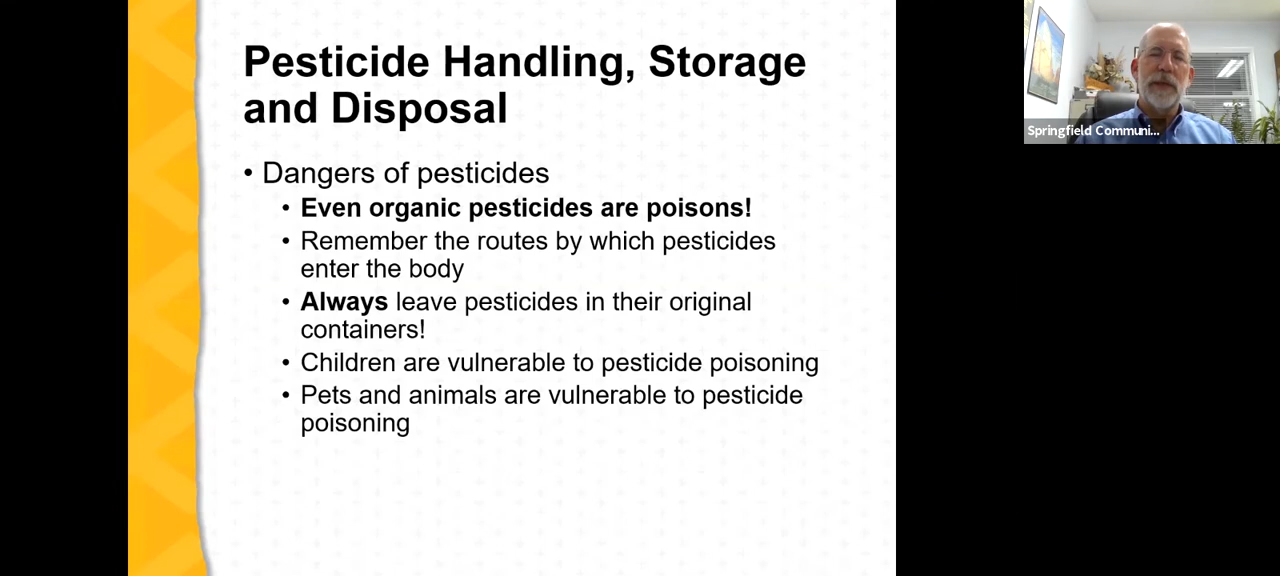 Pesticide Handling, Storage
and Disposal
• Dangers of pesticides
• Even organic pesticides are poisons!
• Remember the routes by which pesticides
enter the body
• Always leave pesticides in their original
containers!
• Children are vulnerable to pesticide poisoning
• Pets and animals are vulnerable to pesticide
poisoning
Springfield Communi...